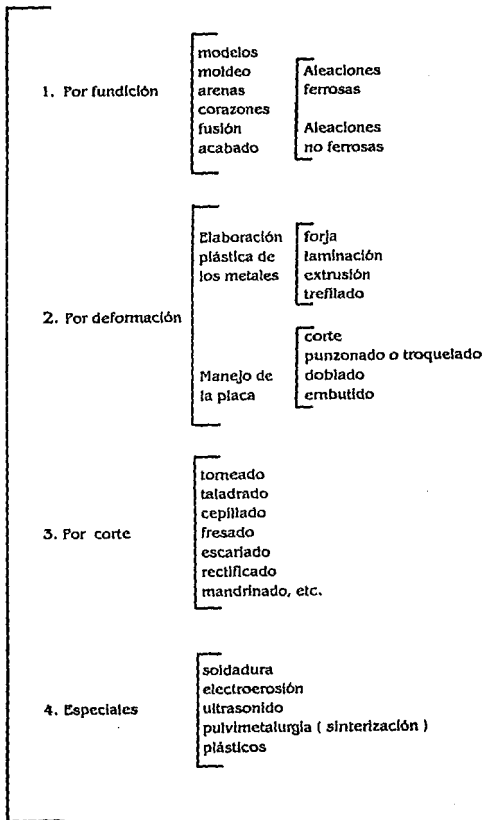 1. Por fundición
modelos
moldeo
arenas
corazones
fusión
acabado
Aleaciones
ferrosas
Aleaciones
no ferrosas
2. Por deformación
Elaboración
plástica de
los metales
forja
laminación
extrusión
trefilado
Manejo de
la placa
corte
punzonado o troquelado
doblado
embutido
3. Por corte
torneado
taladrado
cepillado
fresado
escariado
rectificado
mandrinado, etc.
4. Especiales
soldadura
electroerosión
ultrasonido
pulvimetalurgia ( sinterización )
plásticos